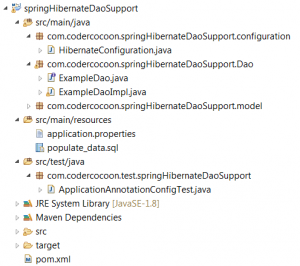 springHibernateDaoSupport
src/main/java
com.codercocoon.springHibernateDaoSupport.configuration
HibernateConfiguration.java
com.codercocoon.springHibernateDaoSupport.Dao
ExampleDao.java
ExampleDaoImpl.java
com.codercocoon.springHibernateDaoSupport.model
src/main/resources
application.properties
populate_data.sql
src/test/java
com.codercocoon.test.springHibernateDaoSupport
ApplicationAnnotationConfigTest.java
JRE System Library [JavaSE-1.8]
Maven Dependencies
src
target
pom.xml